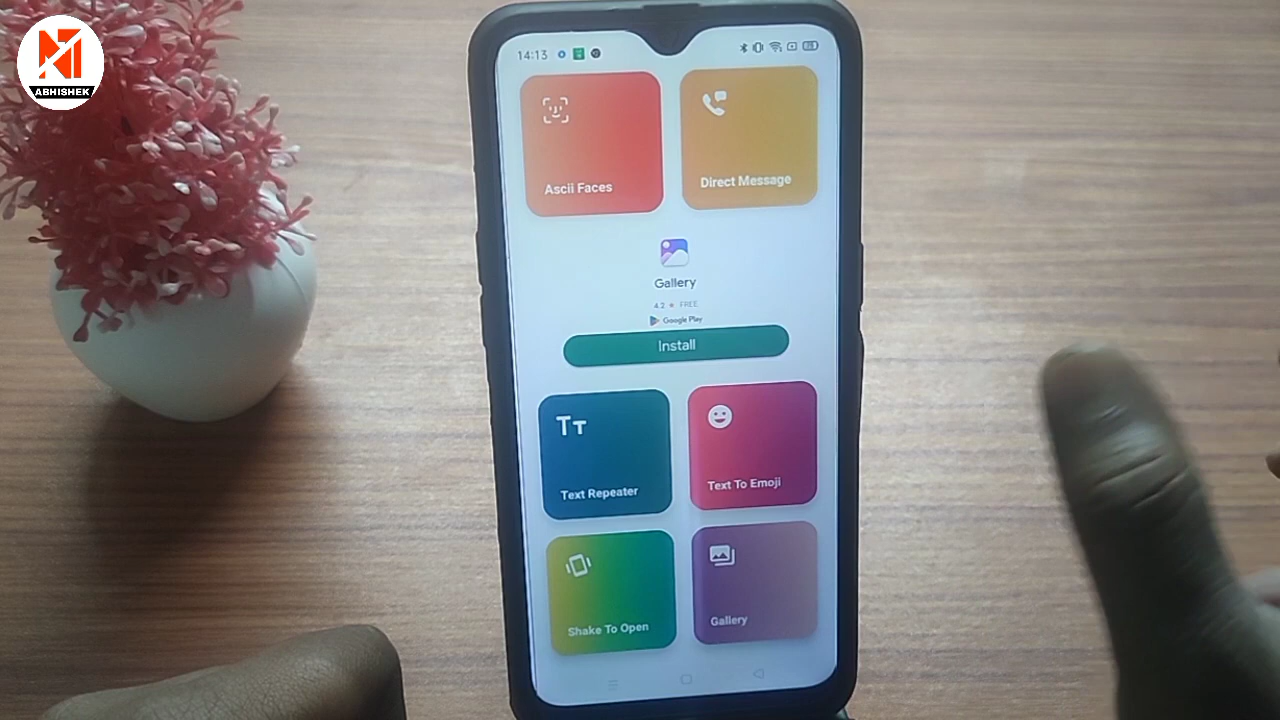 ABHISHEK
14:13
Ascii Faces
Direct Message
Gallery
4.2 ★ FREE
Google Play
Install
Text Repeater
Text To Emoji
Shake To Open
Gallery